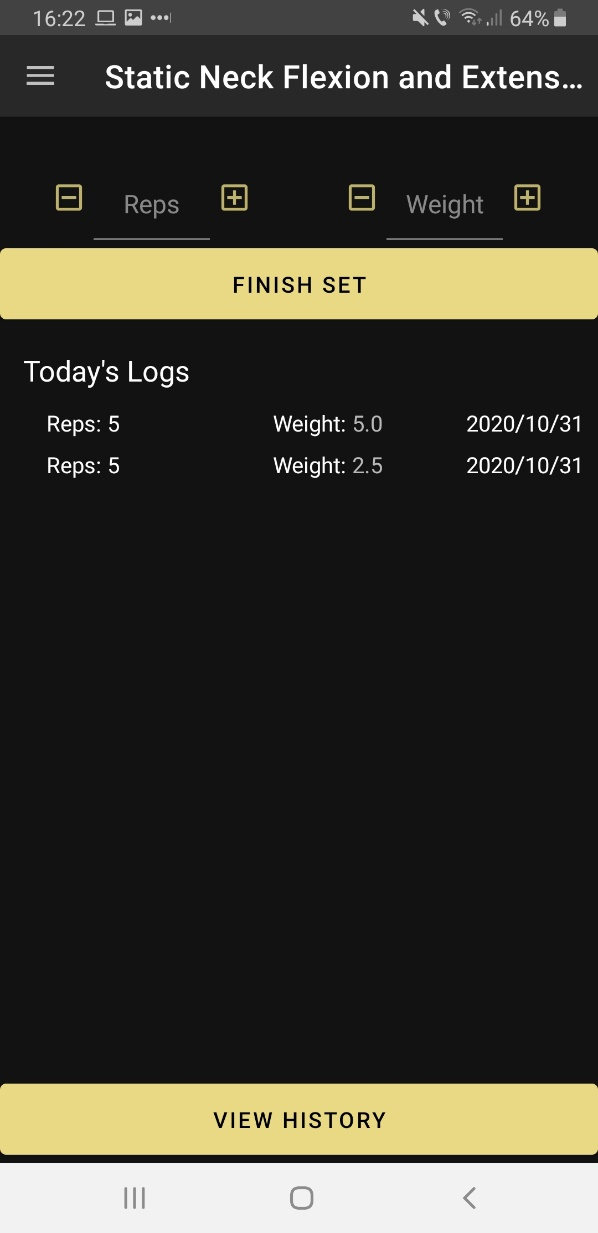 16:22 64%
Static Neck Flexion and Extens...
Reps Weight
FINISH SET
Today's Logs
Reps: 5 Weight: 5.0 2020/10/31
Reps: 5 Weight: 2.5 2020/10/31
VIEW HISTORY